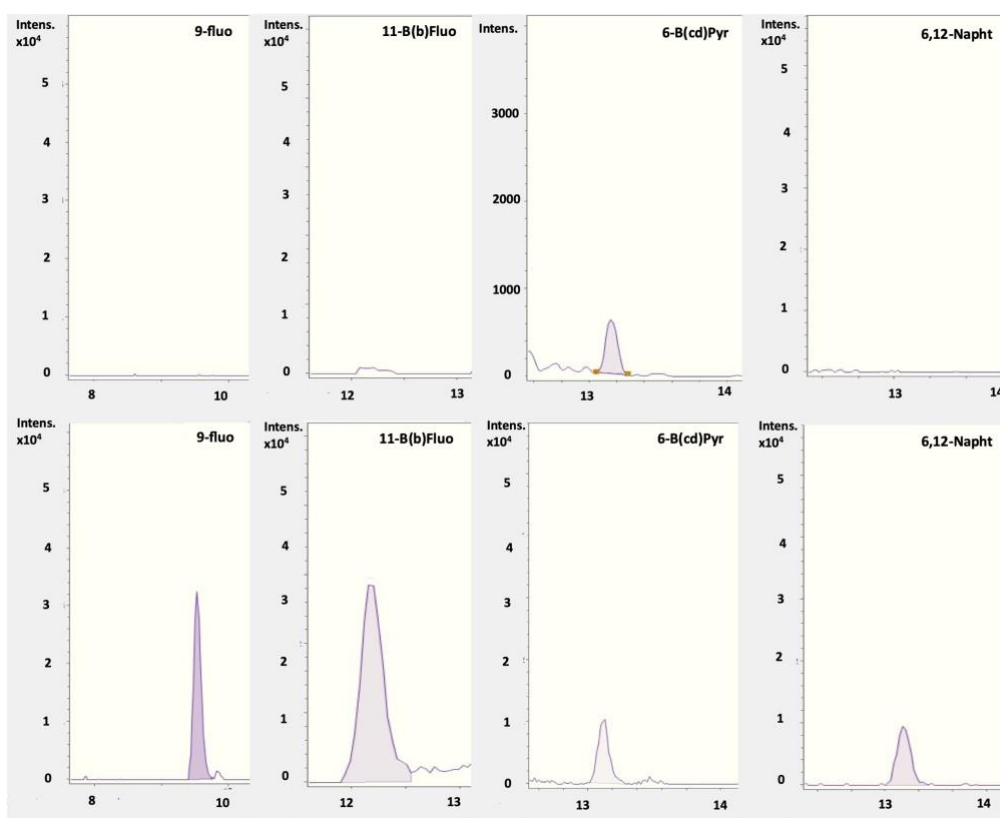 Intens.
x10⁴
9-fluo
5
4
3
2
1
0
8
10
Intens.
x10⁴
11-B(b)Fluo
5
4
3
2
1
0
12
13
Intens.
6-B(cd)Pyr
3000
2000
1000
0
13
14
Intens.
x10⁴
6,12-Napht
5
4
3
2
1
0
13
14
Intens.
x10⁴
9-fluo
5
4
3
2
1
0
8
10
Intens.
x10⁴
11-B(b)Fluo
5
4
3
2
1
0
12
13
Intens.
x10⁴
6-B(cd)Pyr
5
4
3
2
1
0
13
14
Intens.
x10⁴
6,12-Napht
5
4
3
2
1
0
13
14